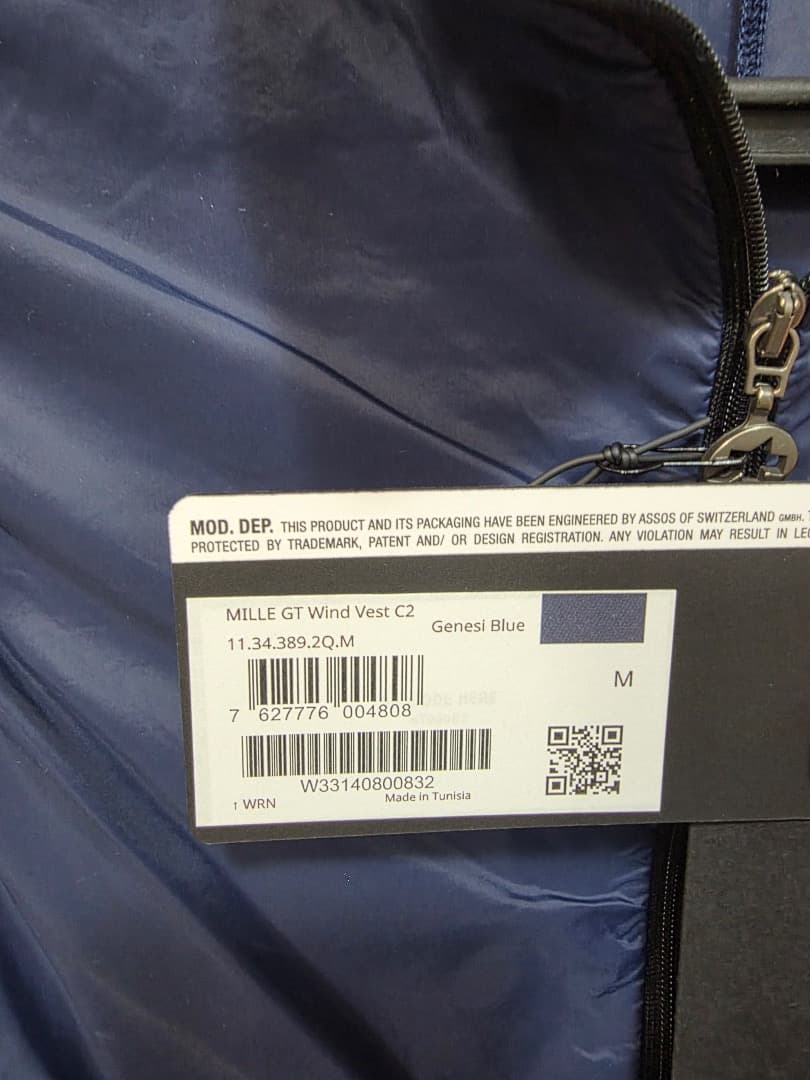 MOD. DEP. THIS PRODUCT AND ITS PACKAGING HAVE BEEN ENGINEERED BY ASSOS OF SWITZERLAND GMBH.
PROTECTED BY TRADEMARK, PATENT AND/ OR DESIGN REGISTRATION. ANY VIOLATION MAY RESULT IN
MILLE GT Wind Vest C2
Genesi Blue
11.34.389.2Q.M
M
7 627776 004808
W33140800832
↑ WRN
Made in Tunisia